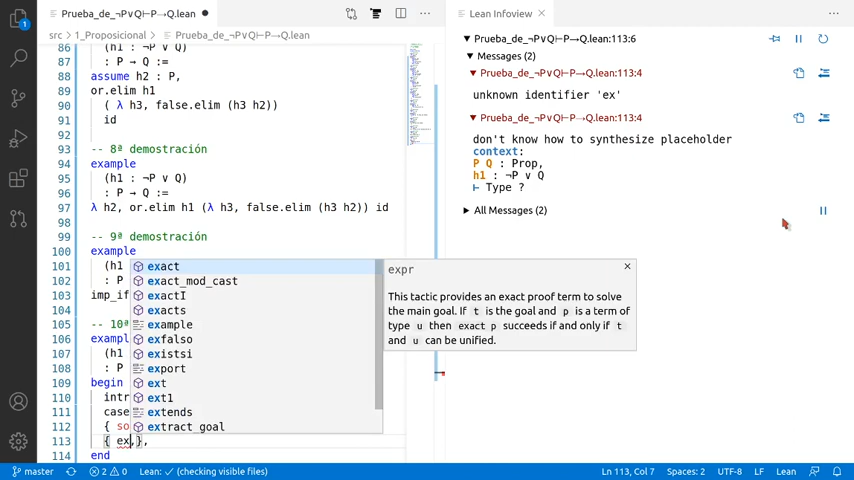 Prueba_de_¬P∨Q⊢P→Q.lean
Lean Infoview
src > 1_Proposicional > Prueba_de_¬P∨Q⊢P→Q.lean
86 (h1 : ¬P ∨ Q)
87 : P → Q :=
88 assume h2 : P,
89 or.elim h1
90 ( λ h3, false.elim (h3 h2))
91 id
92
93 -- 8ª demostración
94 example
95 (h1 : ¬P ∨ Q)
96 : P → Q :=
97 λ h2, or.elim h1 (λ h3, false.elim (h3 h2)) id
98
99 -- 9ª demostración
100 example
101 (h1
102 : P
103 imp_if
104
105 -- 10ª
106 exampl
107 (h1
108 : P
109 begin
110 intr
111 case
112 { so
113 { ex,},
114 end
exact
exact_mod_cast
exactI
exacts
example
exfalso
existsi
export
ext
ext1
extends
extract_goal
expr
This tactic provides an exact proof term to solve
the main goal. If t is the goal and p is a term of
type u then exact p succeeds if and only if t
and u can be unified.
Prueba_de_¬P∨Q⊢P→Q.lean:113:6
Messages (2)
Prueba_de_¬P∨Q⊢P→Q.lean:113:4
unknown identifier 'ex'
Prueba_de_¬P∨Q⊢P→Q.lean:113:4
don't know how to synthesize placeholder
context:
P Q : Prop,
h1 : ¬P ∨ Q
⊢ Type ?
All Messages (2)
1
master
2 0
Lean: ✓ (checking visible files)
Ln 113, Col 7
Spaces: 2
UTF-8
LF
Lean